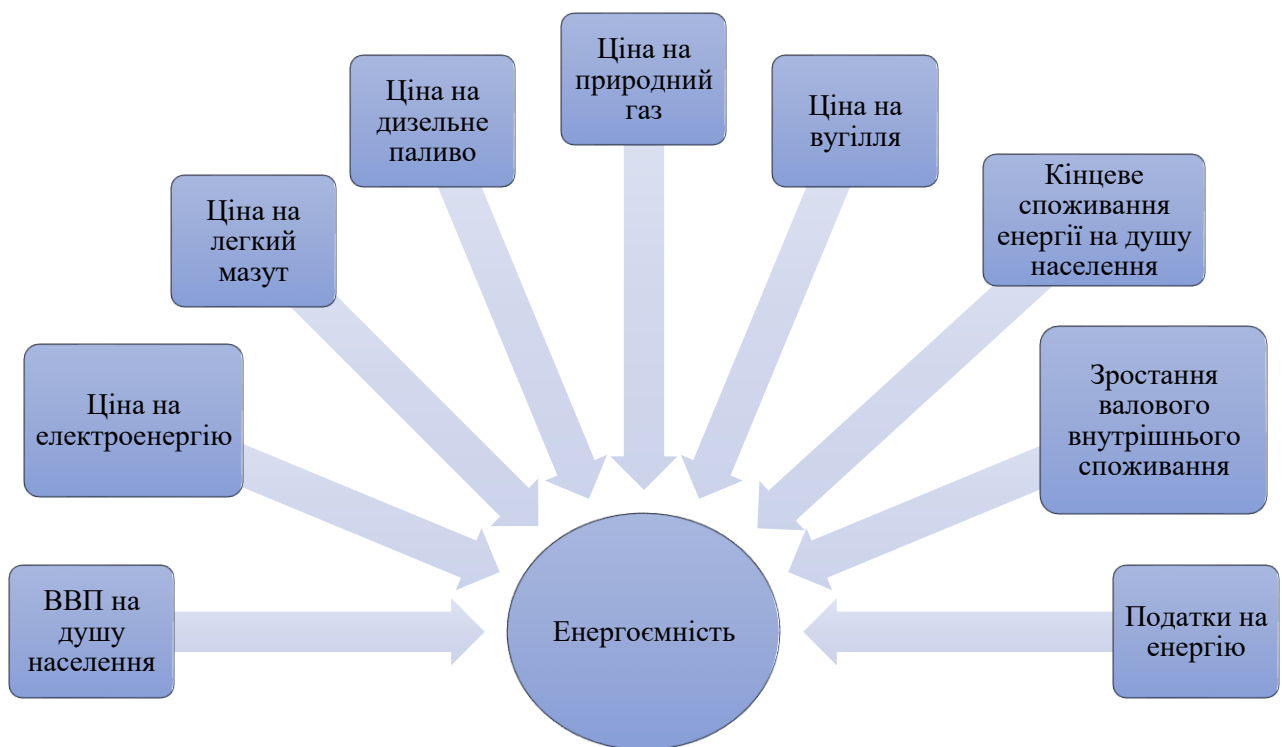 Ціна на
природний
газ
Ціна на
дизельне
паливо
Ціна на
вугілля
Ціна на
легкий
мазут
Кінцеве
споживання
енергії на душу
населення
Ціна на
електроенергію
Зростання
валового
внутрішнього
споживання
ВВП на
душу
населення
Енергоємність
Податки на
енергію